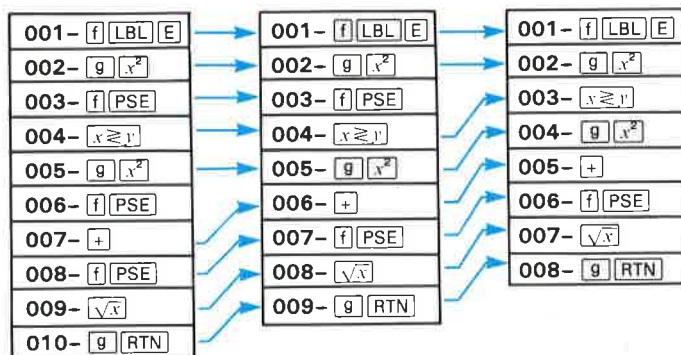 001– f LBL E
002– g x²
003– f PSE
004– x≷y
005– g x²
006– f PSE
007– +
008– f PSE
009– √x
010– g RTN
001– f LBL E
002– g x²
003– f PSE
004– x≷y
005– g x²
006– +
007– f PSE
008– √x
009– g RTN
001– f LBL E
002– g x²
003– x≷y
004– g x²
005– +
006– f PSE
007– √x
008– g RTN